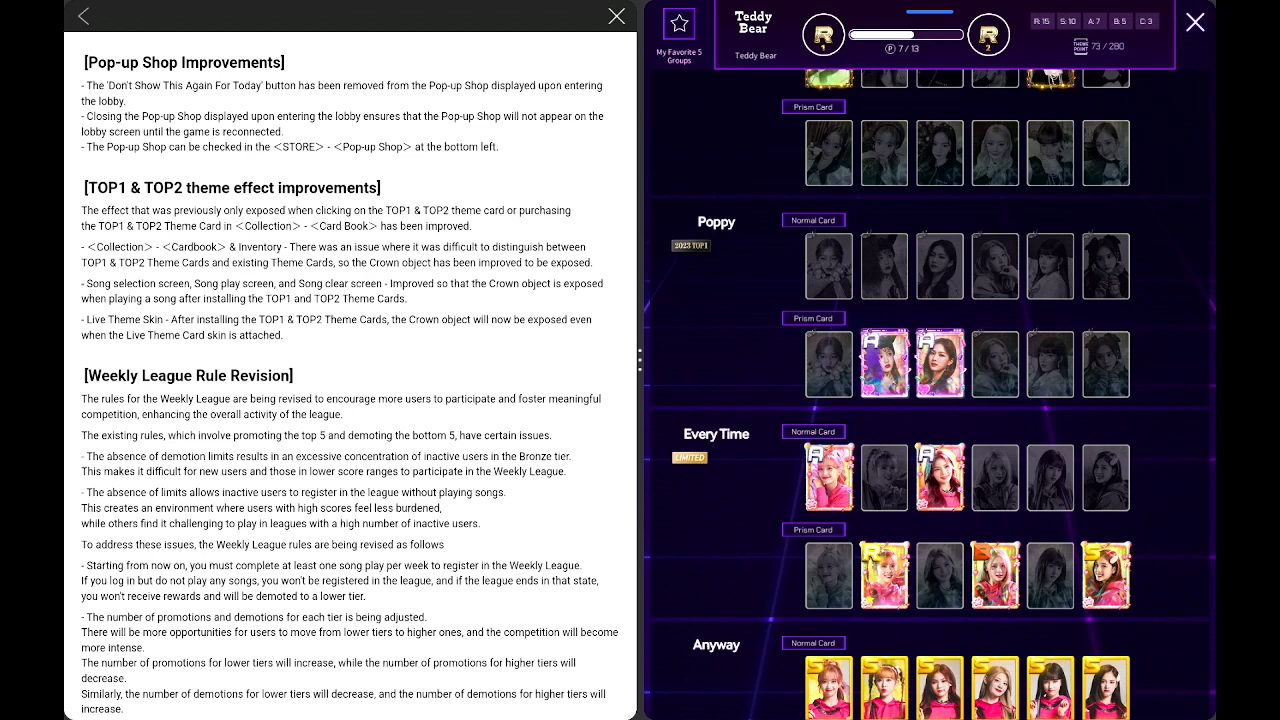 [Pop-up Shop Improvements]
- The 'Don't Show This Again For Today' button has been removed from the Pop-up Shop displayed upon entering
the lobby.
- Closing the Pop-up Shop displayed upon entering the lobby ensures that the Pop-up Shop will not appear on the
lobby screen until the game is reconnected.
- The Pop-up Shop can be checked in the <STORE> - <Pop-up Shop> at the bottom left.
[TOP1 & TOP2 theme effect improvements]
The effect that was previously only exposed when clicking on the TOP1 & TOP2 theme card or purchasing
the TOP1 & TOP2 Theme Card in <Collection> - <Card Book> has been improved.
- <Collection> - <Cardbook> & Inventory - There was an issue where it was difficult to distinguish between
TOP1 & TOP2 Theme Cards and existing Theme Cards, so the Crown object has been improved to be exposed.
- Song selection screen, Song play screen, and Song clear screen - Improved so that the Crown object is exposed
when playing a song after installing the TOP1 and TOP2 Theme Cards.
- Live Theme Skin - After installing the TOP1 & TOP2 Theme Cards, the Crown object will now be exposed even
when the Live Theme Card skin is attached.
[Weekly League Rule Revision]
The rules for the Weekly League are being revised to encourage more users to participate and foster meaningful
competition, enhancing the overall activity of the league.
The existing rules, which involve promoting the top 5 and demoting the bottom 5, have certain issues.
- The absence of demotion limits results in an excessive concentration of inactive users in the Bronze tier.
This makes it difficult for new users and those in lower score ranges to participate in the Weekly League.
- The absence of limits allows inactive users to register in the league without playing songs.
This creates an environment where users with high scores feel less burdened,
while others find it challenging to play in leagues with a high number of inactive users.
To address these issues, the Weekly League rules are being revised as follows
- Starting from now on, you must complete at least one song play per week to register in the Weekly League.
If you log in but do not play any songs, you won't be registered in the league, and if the league ends in that state,
you won't receive rewards and will be demoted to a lower tier.
- The number of promotions and demotions for each tier is being adjusted.
There will be more opportunities for users to move from lower tiers to higher ones, and the competition will become
more intense.
The number of promotions for lower tiers will increase, while the number of promotions for higher tiers will
decrease.
Similarly, the number of demotions for lower tiers will decrease, and the number of demotions for higher tiers will
increase.
My Favorite 5
Groups
Teddy
Bear
Teddy Bear
R 1
P 7 / 13
R 2
R: 15 S: 10 A: 7 B: 5 C: 3
THEME POINT 73 / 280
Prism Card
Poppy
2023 TOP1
Normal Card
Prism Card
A A
Every Time
LIMITED
Normal Card
A A
Prism Card
R B S
Anyway
Normal Card
S S S S S S